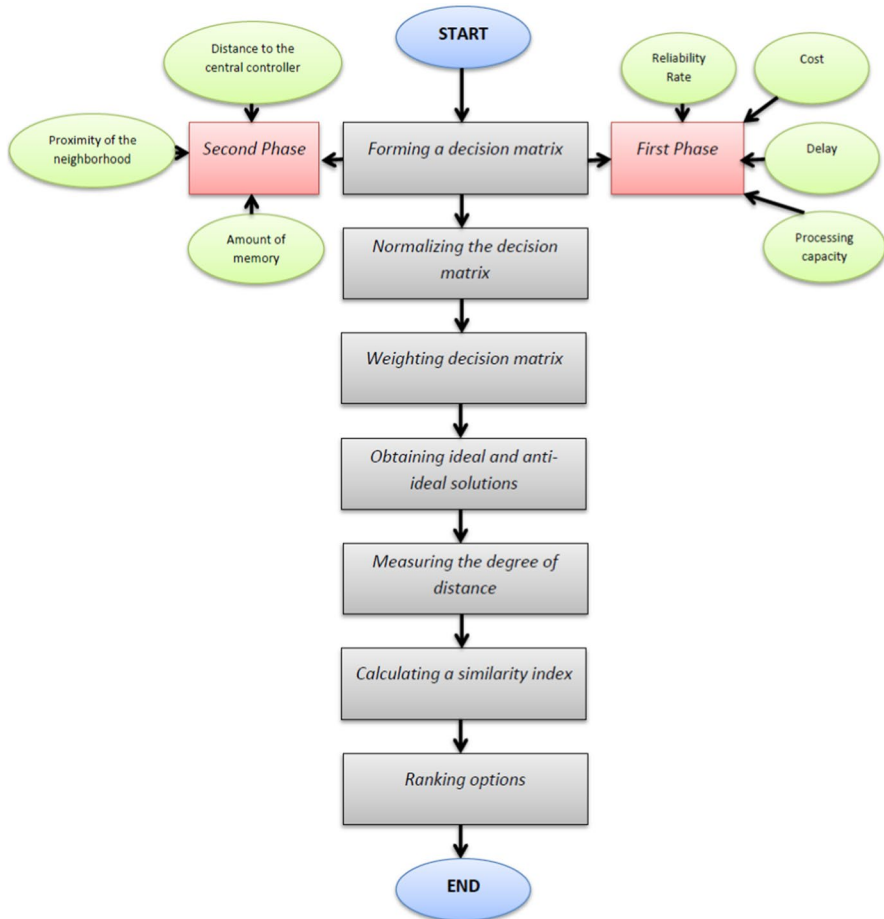 START
Distance to the
central controller
Reliability
Rate
Cost
Proximity of the
neighborhood
Second Phase
Forming a decision matrix
First Phase
Delay
Amount of
memory
Processing
capacity
Normalizing the decision
matrix
Weighting decision matrix
Obtaining ideal and anti-
ideal solutions
Measuring the degree of
distance
Calculating a similarity index
Ranking options
END